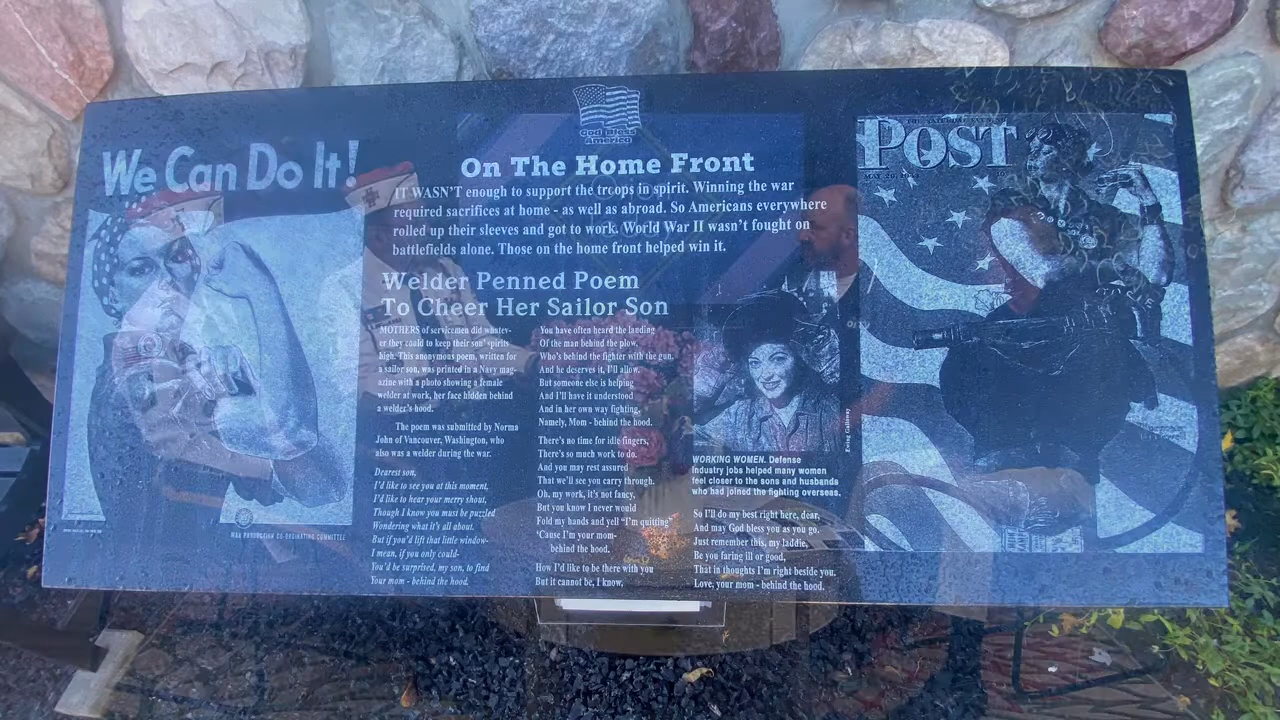 God Bless
America
We Can Do It!
On The Home Front
IT WASN'T enough to support the troops in spirit. Winning the war
required sacrifices at home - as well as abroad. So Americans everywhere
rolled up their sleeves and got to work. World War II wasn't fought on
battlefields alone. Those on the home front helped win it.
Welder Penned Poem
To Cheer Her Sailor Son
MOTHERS of servicemen did whatev-
er they could to keep their son' spirits
high. This anonymous poem, written for
a sailor son, was printed in a Navy mag-
azine with a photo showing a female
welder at work, her face hidden behind
a welder's hood.
The poem was submitted by Norma
John of Vancouver, Washington, who
also was a welder during the war.
Dearest son,
I'd like to see you at this moment,
I'd like to hear your merry shout,
Though I know you must be puzzled
Wondering what it's all about.
But if you'd lift that little window-
I mean, if you only could-
You'd be surprised, my son, to find
Your mom - behind the hood.
You have often heard the landing
Of the man behind the plow.
Who's behind the fighter with the gun.
And he deserves it, I'll allow.
But someone else is helping
And I'll have it understood
And in her own way fighting,
Namely, Mom - behind the hood.
There's no time for idle fingers,
There's so much work to do.
And you may rest assured
That we'll see you carry through.
Oh, my work, it's not fancy,
But you know I never would
Fold my hands and yell "I'm quitting"
'Cause I'm your mom-
behind the hood.
How I'd like to be there with you
But it cannot be, I know,
Ewing Galloway
WORKING WOMEN. Defense
industry jobs helped many women
feel closer to the sons and husbands
who had joined the fighting overseas.
So I'll do my best right here, dear,
And may God bless you as you go.
Just remember this, my laddie,
Be you faring ill or good,
That in thoughts I'm right beside you.
Love, your mom - behind the hood.
POST
WAR PRODUCTION CO-ORDINATING COMMITTEE